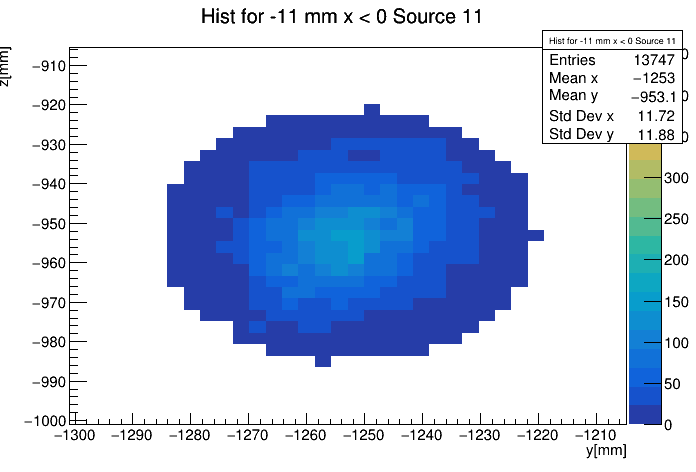 Hist for -11 mm x < 0 Source 11
z[mm]
Hist for -11 mm x < 0 Source 11
Entries 13747
Mean x −1253
Mean y −953.1
Std Dev x 11.72
Std Dev y 11.88
−910
−920
−930
−940
−950
−960
−970
−980
−990
−1000
−1300 −1290 −1280 −1270 −1260 −1250 −1240 −1230 −1220 −1210
y[mm]
300
250
200
150
100
50
0